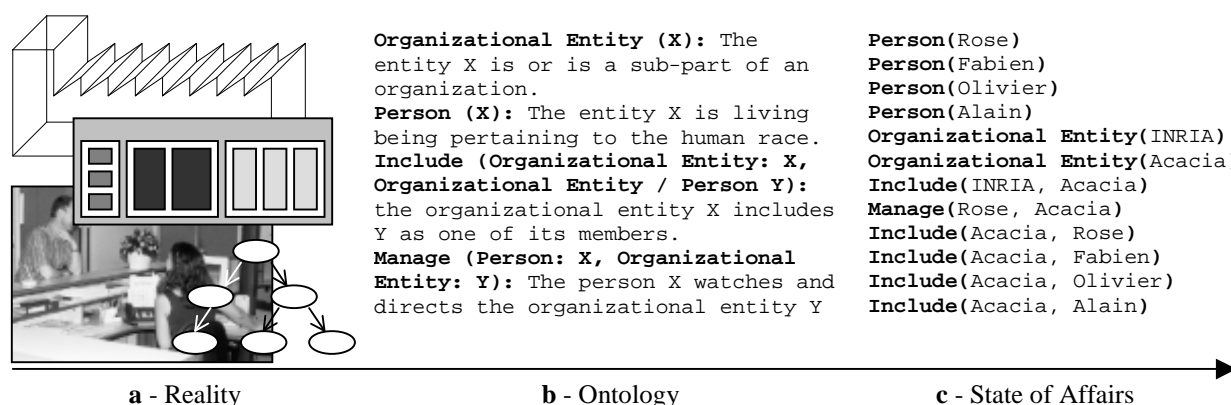 Organizational Entity (X): The
entity X is or is a sub-part of an
organization.
Person (X): The entity X is living
being pertaining to the human race.
Include (Organizational Entity: X,
Organizational Entity / Person Y):
the organizational entity X includes
Y as one of its members.
Manage (Person: X, Organizational
Entity: Y): The person X watches and
directs the organizational entity Y
Person(Rose)
Person(Fabien)
Person(Olivier)
Person(Alain)
Organizational Entity(INRIA)
Organizational Entity(Acacia)
Include(INRIA, Acacia)
Manage(Rose, Acacia)
Include(Acacia, Rose)
Include(Acacia, Fabien)
Include(Acacia, Olivier)
Include(Acacia, Alain)
a - Reality
b - Ontology
c - State of Affairs